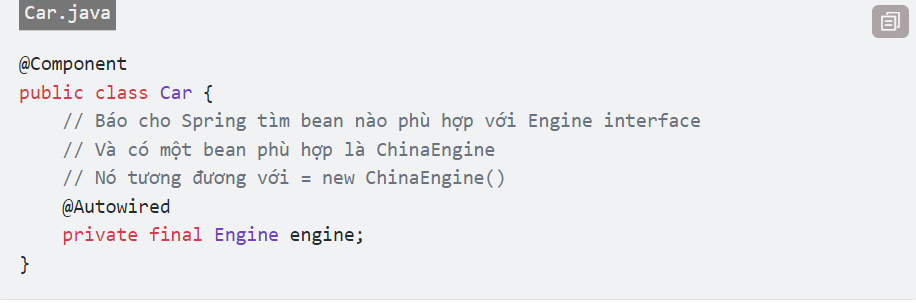 Car.java
@Component
public class Car {
    // Báo cho Spring tìm bean nào phù hợp với Engine interface
    // Và có một bean phù hợp là ChinaEngine
    // Nó tương đương với = new ChinaEngine()
    @Autowired
    private final Engine engine;
}